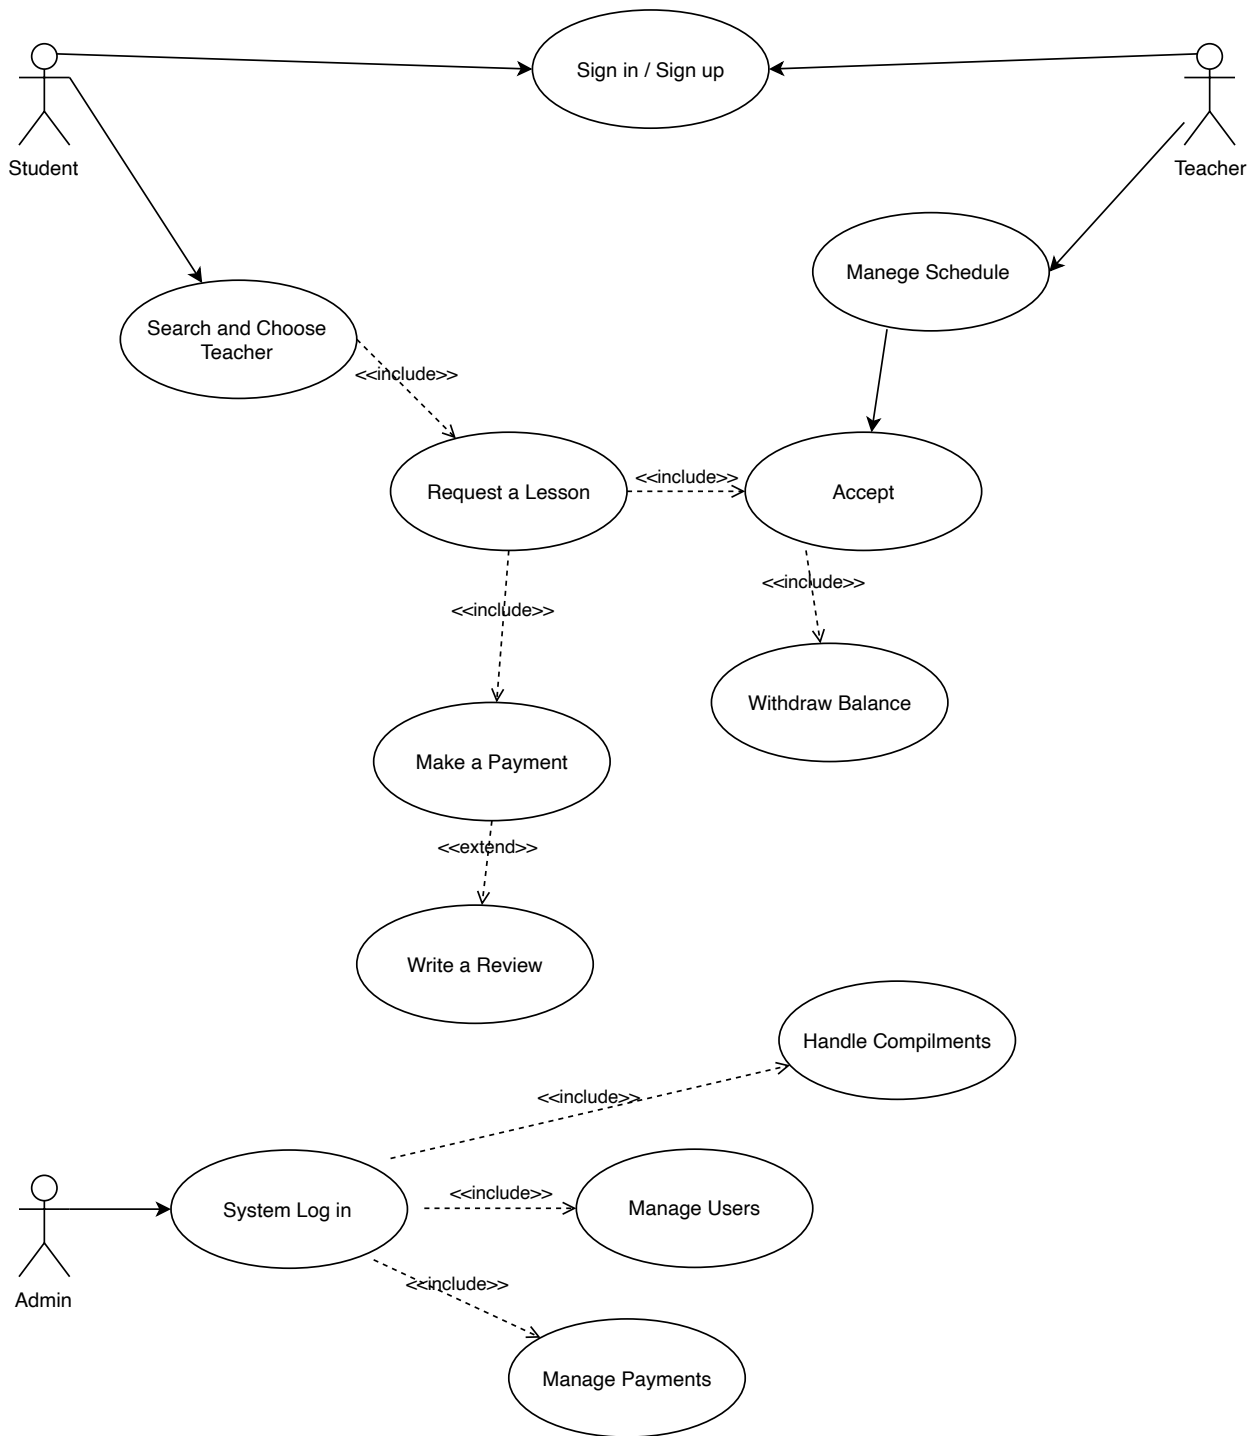 Sign in / Sign up
Student
Teacher
Manege Schedule
Search and Choose
Teacher
<<include>>
Request a Lesson
<<include>>
Accept
<<include>>
<<include>>
Withdraw Balance
Make a Payment
<<extend>>
Write a Review
Handle Compilments
<<include>>
System Log in
<<include>>
Manage Users
Admin
<<include>>
Manage Payments